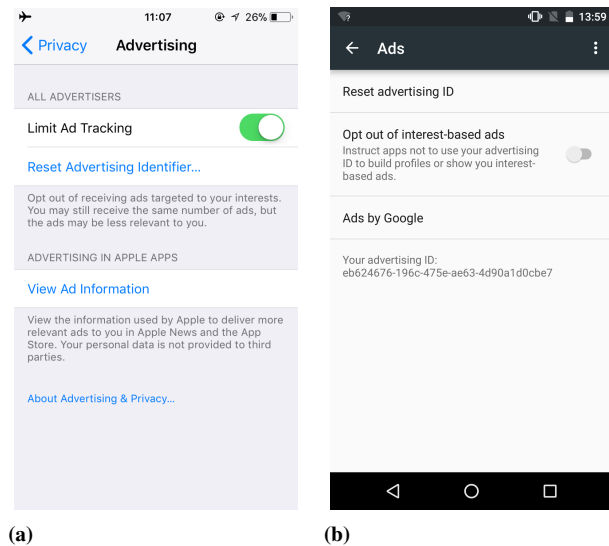 11:07
26%
Privacy
Advertising
ALL ADVERTISERS
Limit Ad Tracking
Reset Advertising Identifier...
Opt out of receiving ads targeted to your interests.
You may still receive the same number of ads, but
the ads may be less relevant to you.
ADVERTISING IN APPLE APPS
View Ad Information
View the information used by Apple to deliver more
relevant ads to you in Apple News and the App
Store. Your personal data is not provided to third
parties.
About Advertising & Privacy...
(a)
13:59
Ads
Reset advertising ID
Opt out of interest-based ads
Instruct apps not to use your advertising
ID to build profiles or show you interest-
based ads.
Ads by Google
Your advertising ID:
eb624676-196c-475e-ae63-4d90a1d0cbe7
(b)